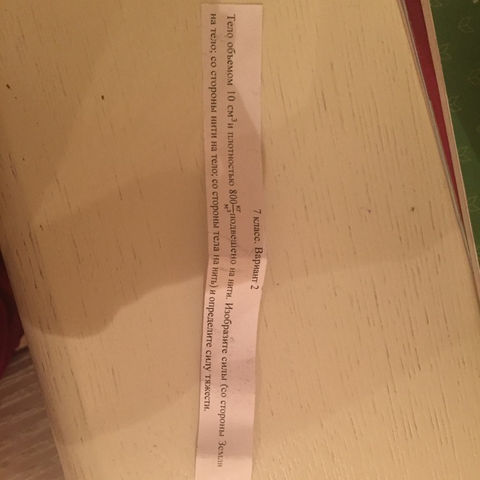 7 класс. Вариант 2
Тело объемом 10 см³ и плотностью 800 кг/м³ подвешено на нити. Изобразите силы (со стороны Земли
на тело; со стороны нити на тело; со стороны тела на нить) и определите силу тяжести.